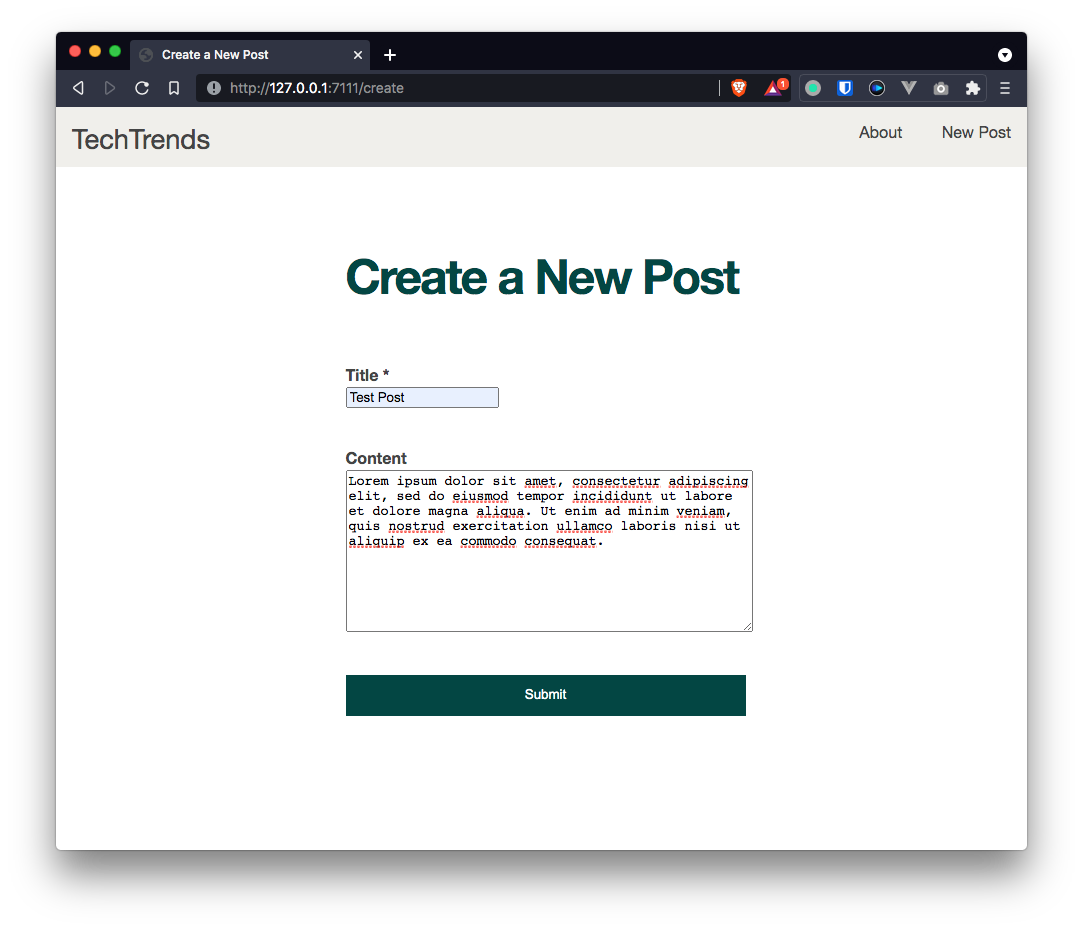 Create a New Post
http://127.0.0.1:7111/create
1
TechTrends
About
New Post
Create a New Post
Title *
Test Post
Content
Lorem ipsum dolor sit amet, consectetur adipiscing
elit, sed do eiusmod tempor incididunt ut labore
et dolore magna aliqua. Ut enim ad minim veniam,
quis nostrud exercitation ullamco laboris nisi ut
aliquip ex ea commodo consequat.
Submit